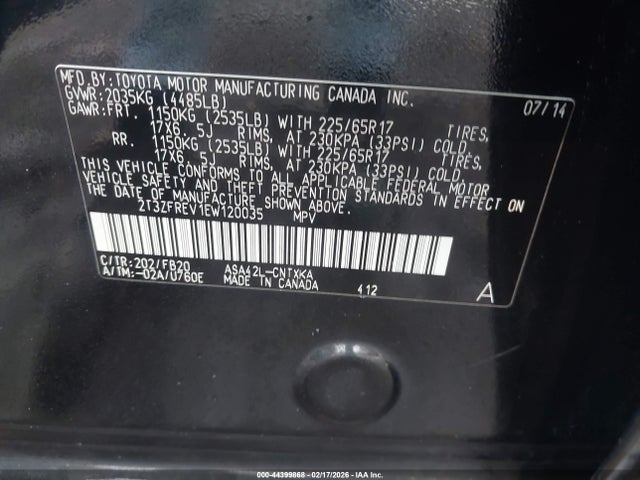 MFD.BY:TOYOTA MOTOR MANUFACTURING CANADA INC.
GVWR:2035KG (4485LB) 07/14
GAWR:FRT. 1150KG (2535LB) WITH 225/65R17 TIRES,
17X6.5J RIMS, AT 230KPA (33PSI) COLD.
RR. 1150KG (2535LB) WITH 225/65R17 TIRES,
17X6.5J RIMS, AT 230KPA (33PSI) COLD.
THIS VEHICLE CONFORMS TO ALL APPLICABLE FEDERAL MOTOR
VEHICLE SAFETY AND THEFT PREVENTION STANDARDS IN EFFECT ON
THE DATE OF MANUFACTURE SHOWN ABOVE.
2T3ZFREV1EW120035 MPV
C/TR:202/FB20 ASA42L-CNTXKA
A/TM:-02A/U760E MADE IN CANADA 412 A
000-44399868 - 02/17/2026 - IAA Inc.